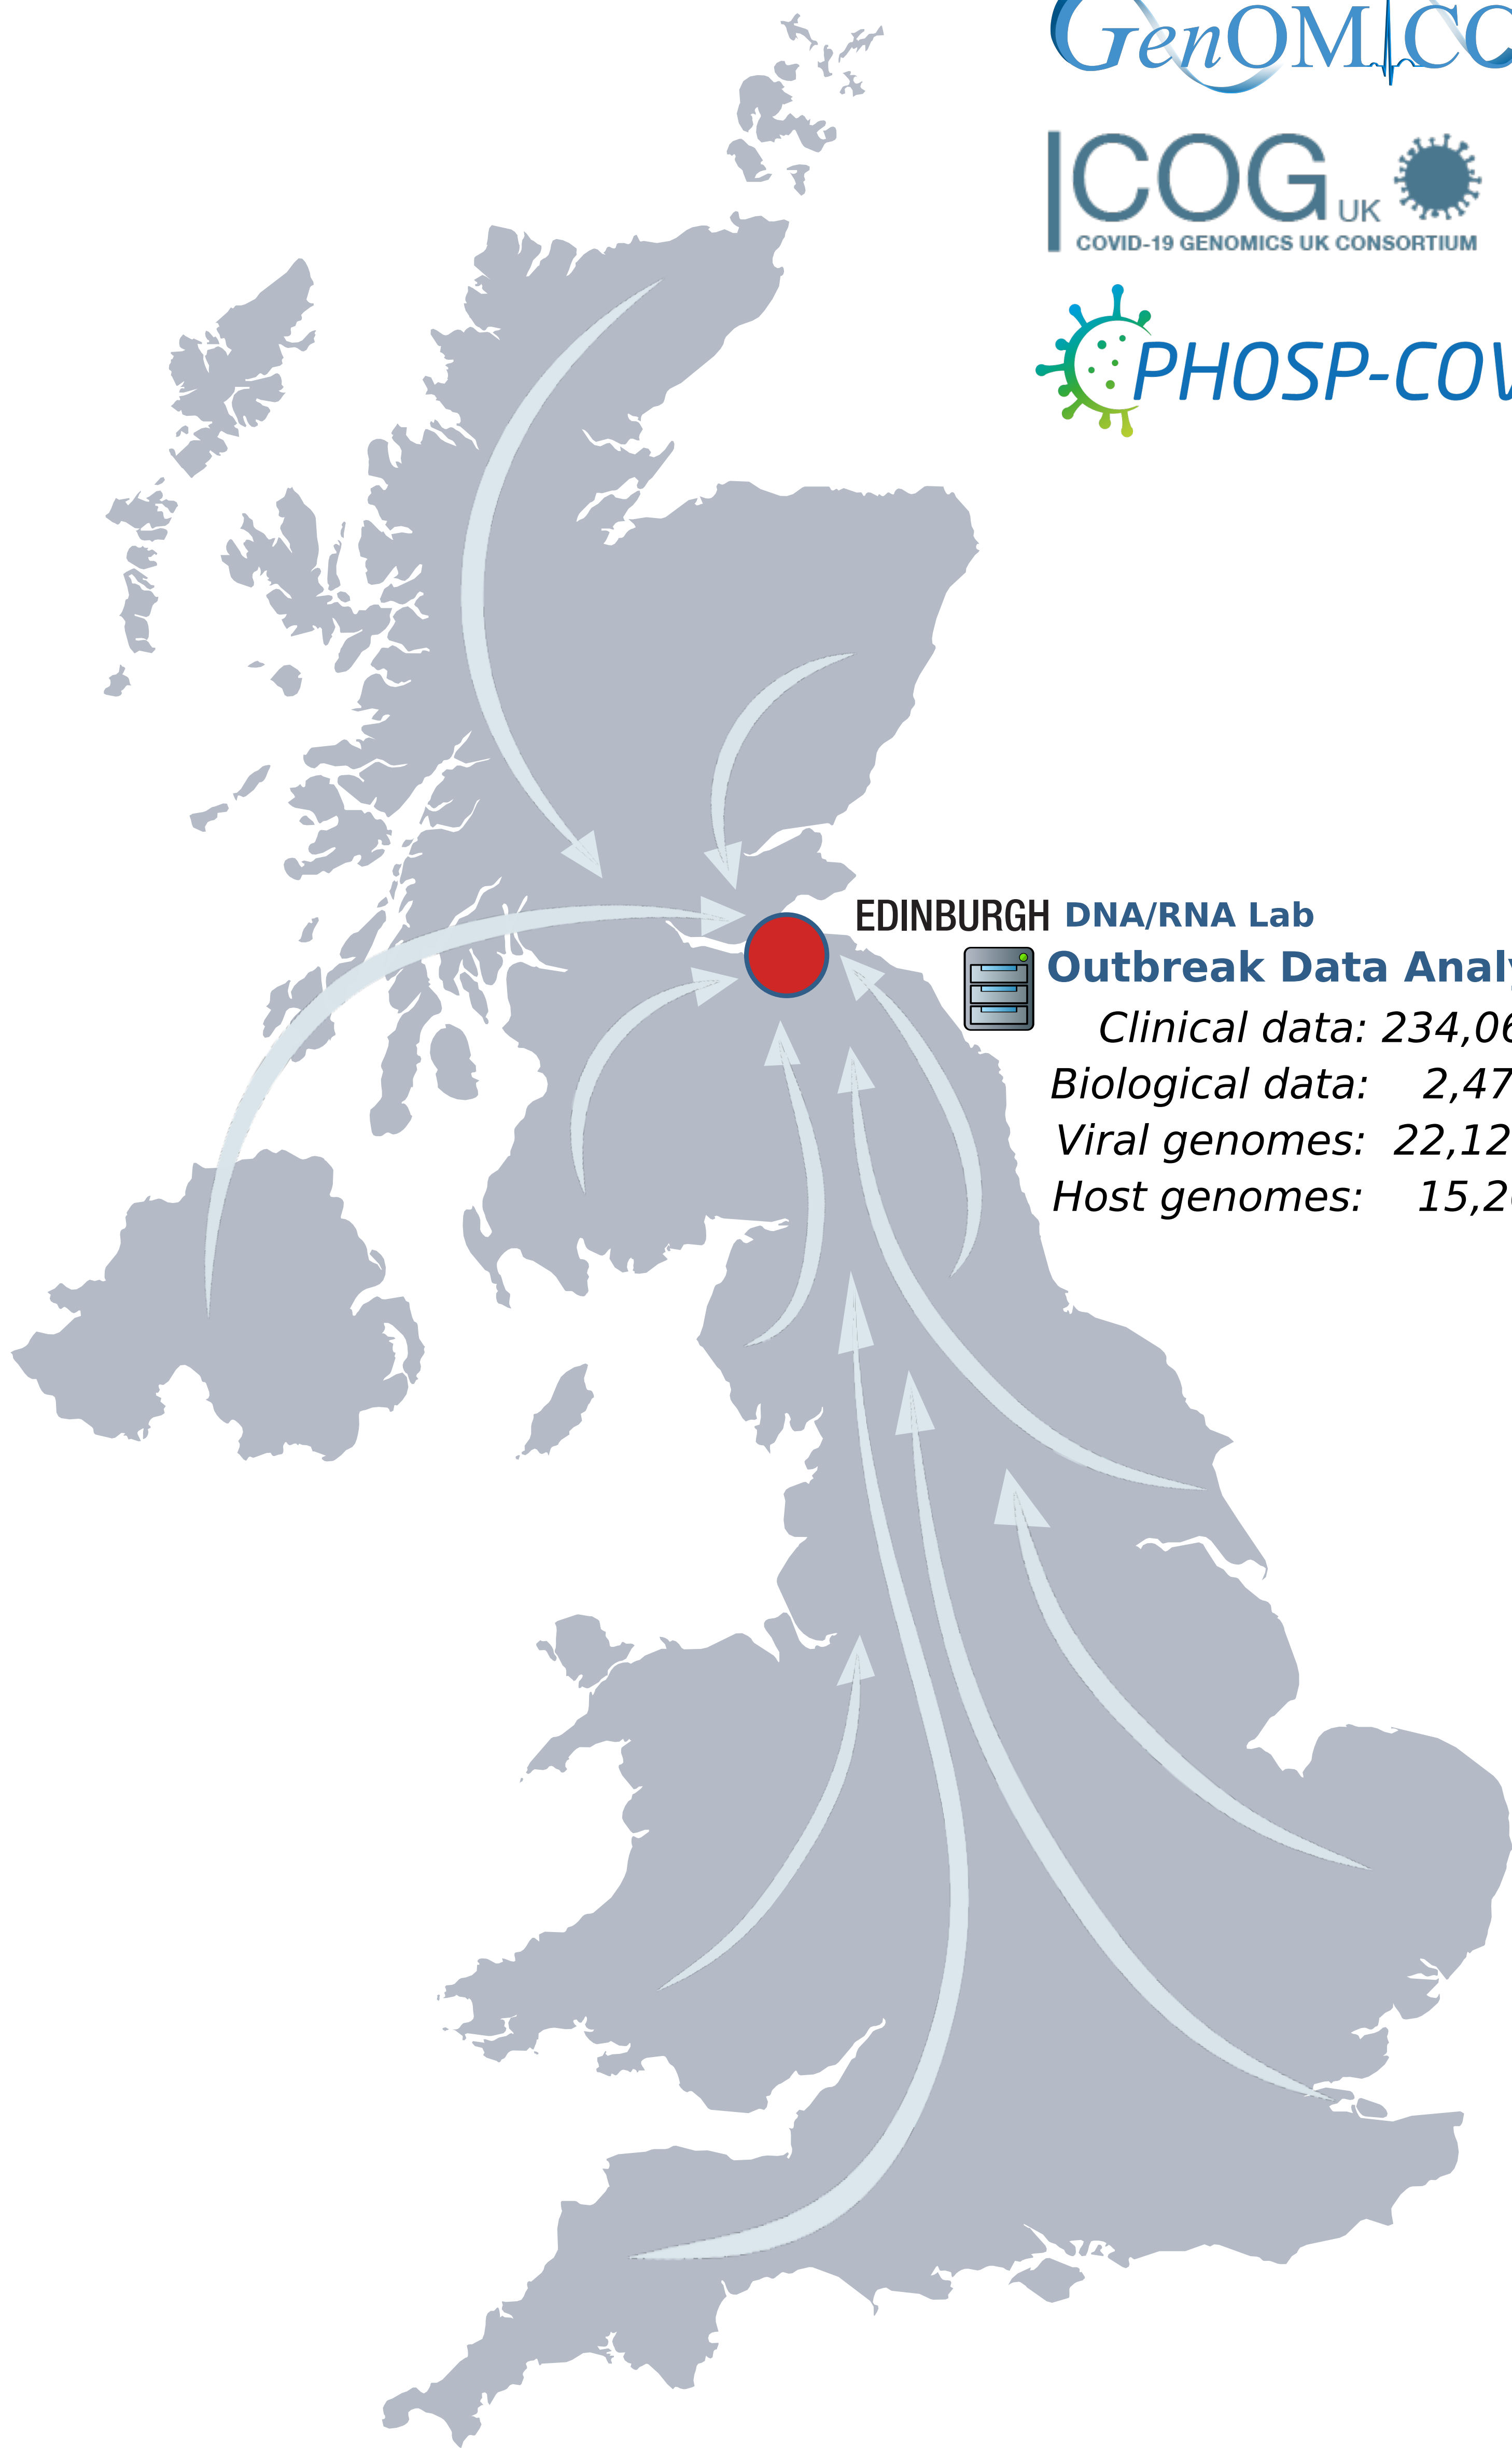 GenOMICC
COG UK
COVID-19 GENOMICS UK CONSORTIUM
PHOSP-COV
EDINBURGH DNA/RNA Lab
Outbreak Data Analy
Clinical data: 234,06
Biological data: 2,47
Viral genomes: 22,12
Host genomes: 15,2